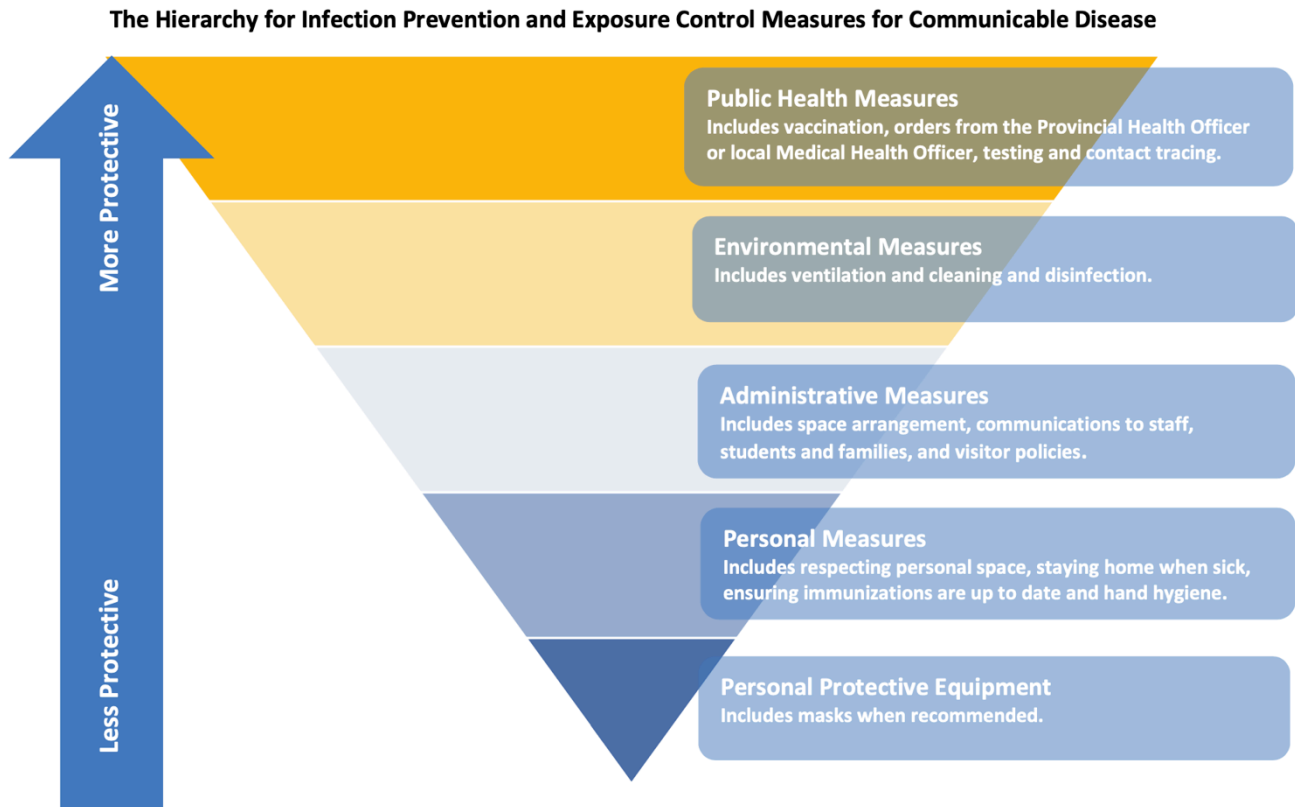 The Hierarchy for Infection Prevention and Exposure Control Measures for Communicable Disease
More Protective
Less Protective
Public Health Measures
Includes vaccination, orders from the Provincial Health Officer
or local Medical Health Officer, testing and contact tracing.
Environmental Measures
Includes ventilation and cleaning and disinfection.
Administrative Measures
Includes space arrangement, communications to staff,
students and families, and visitor policies.
Personal Measures
Includes respecting personal space, staying home when sick,
ensuring immunizations are up to date and hand hygiene.
Personal Protective Equipment
Includes masks when recommended.